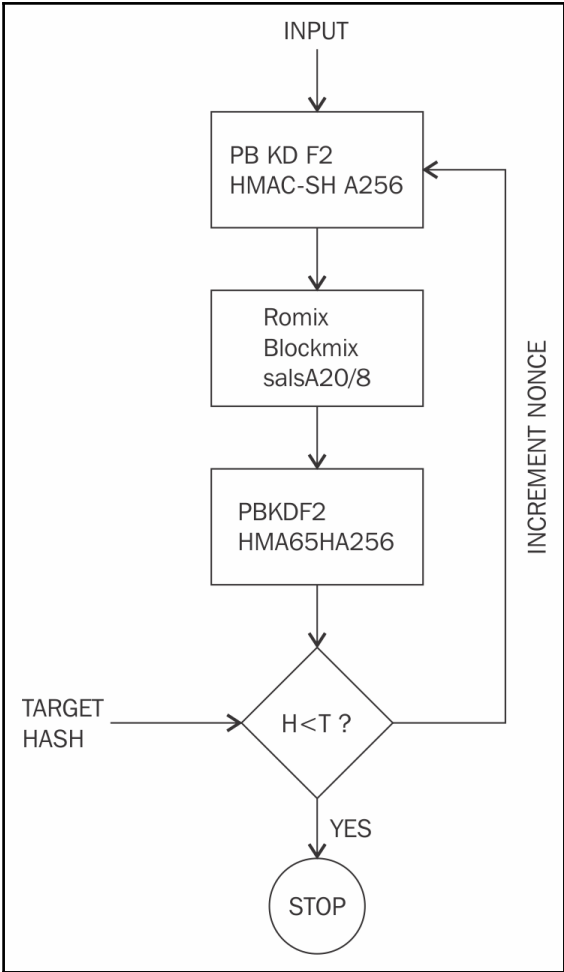 INPUT
PB KD F2
HMAC-SH A256
Romix
Blockmix
salsA20/8
PBKDF2
HMA65HA256
INCREMENT NONCE
TARGET
HASH
H<T ?
YES
STOP